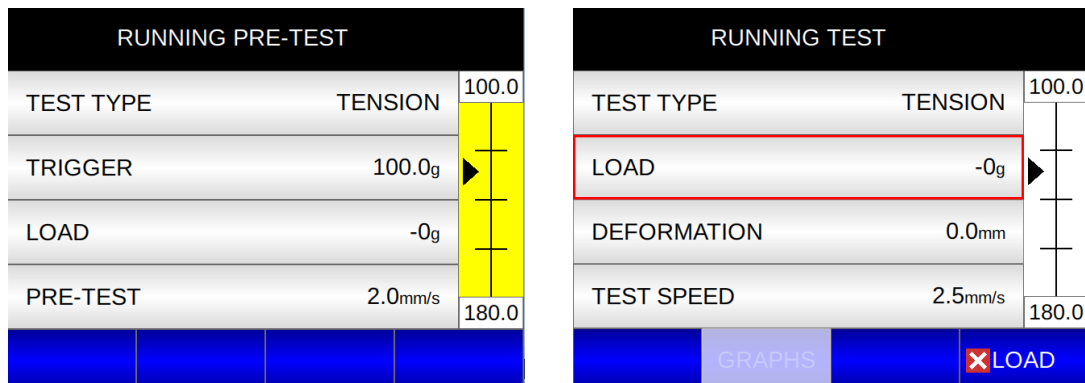 RUNNING PRE-TEST
TEST TYPE TENSION
100.0
TRIGGER 100.0g
LOAD -0g
PRE-TEST 2.0mm/s
180.0
RUNNING TEST
TEST TYPE TENSION
100.0
LOAD -0g
DEFORMATION 0.0mm
TEST SPEED 2.5mm/s
180.0
GRAPHS LOAD